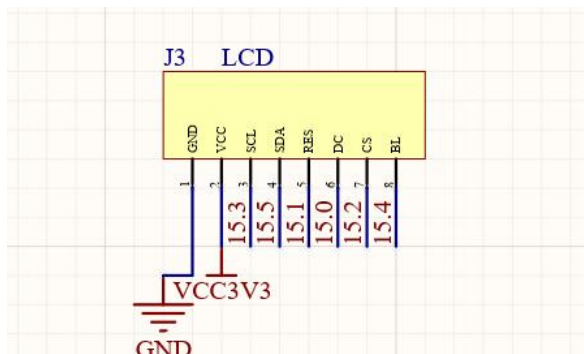 J3 LCD
GND VCC SCL SDA RES DC CS BL
1 2 3 4 5 6 7 8
15.3 15.5 15.1 15.0 15.2 15.4
VCC3V3
GND